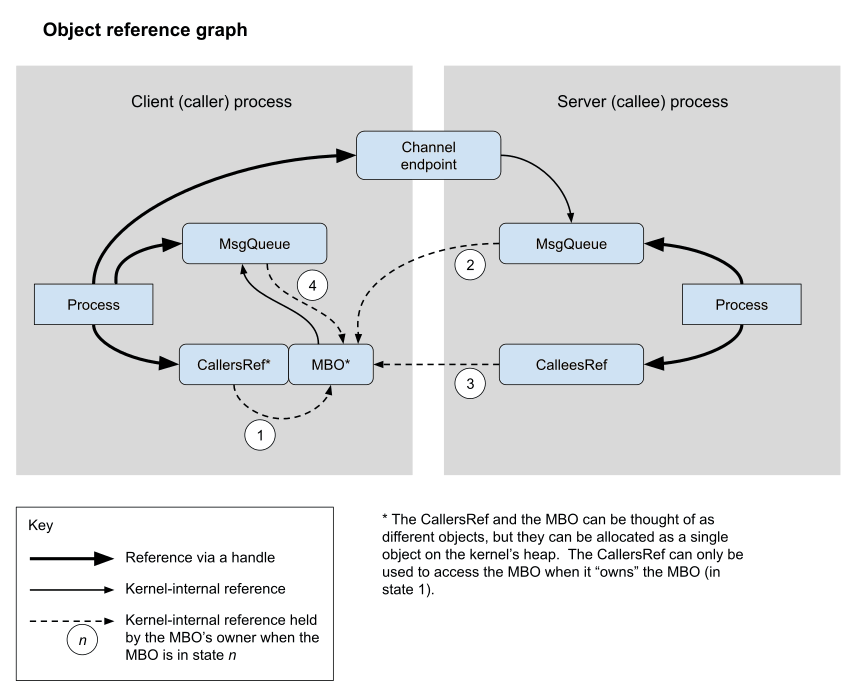 Object reference graph
Client (caller) process
Server (callee) process
Channel
endpoint
MsgQueue
MsgQueue
2
4
Process
Process
CallersRef*
MBO*
CalleesRef
3
1
Key
Reference via a handle
Kernel-internal reference
Kernel-internal reference held
by the MBO’s owner when the
MBO is in state n
n
* The CallersRef and the MBO can be thought of as
different objects, but they can be allocated as a single
object on the kernel’s heap.  The CallersRef can only be
used to access the MBO when it “owns” the MBO (in
state 1).